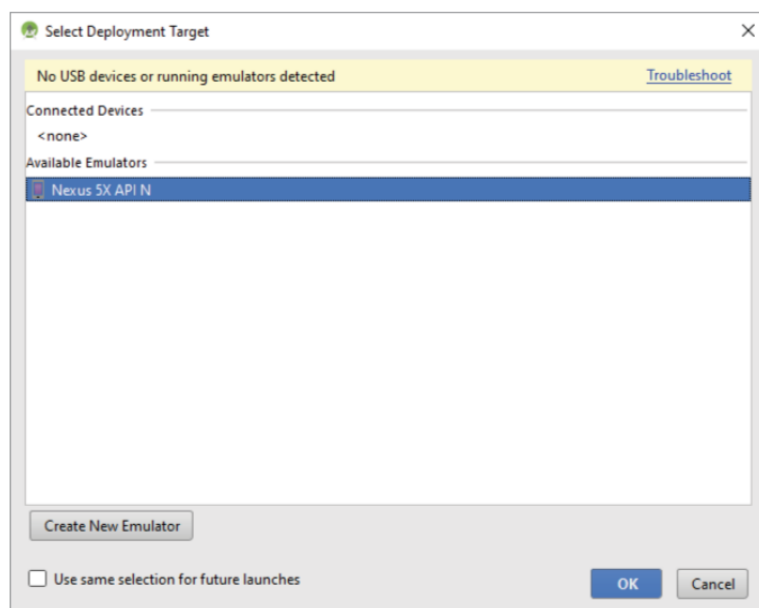 Select Deployment Target
No USB devices or running emulators detected Troubleshoot
Connected Devices
<none>
Available Emulators
Nexus 5X API N
Create New Emulator
Use same selection for future launches
OK Cancel